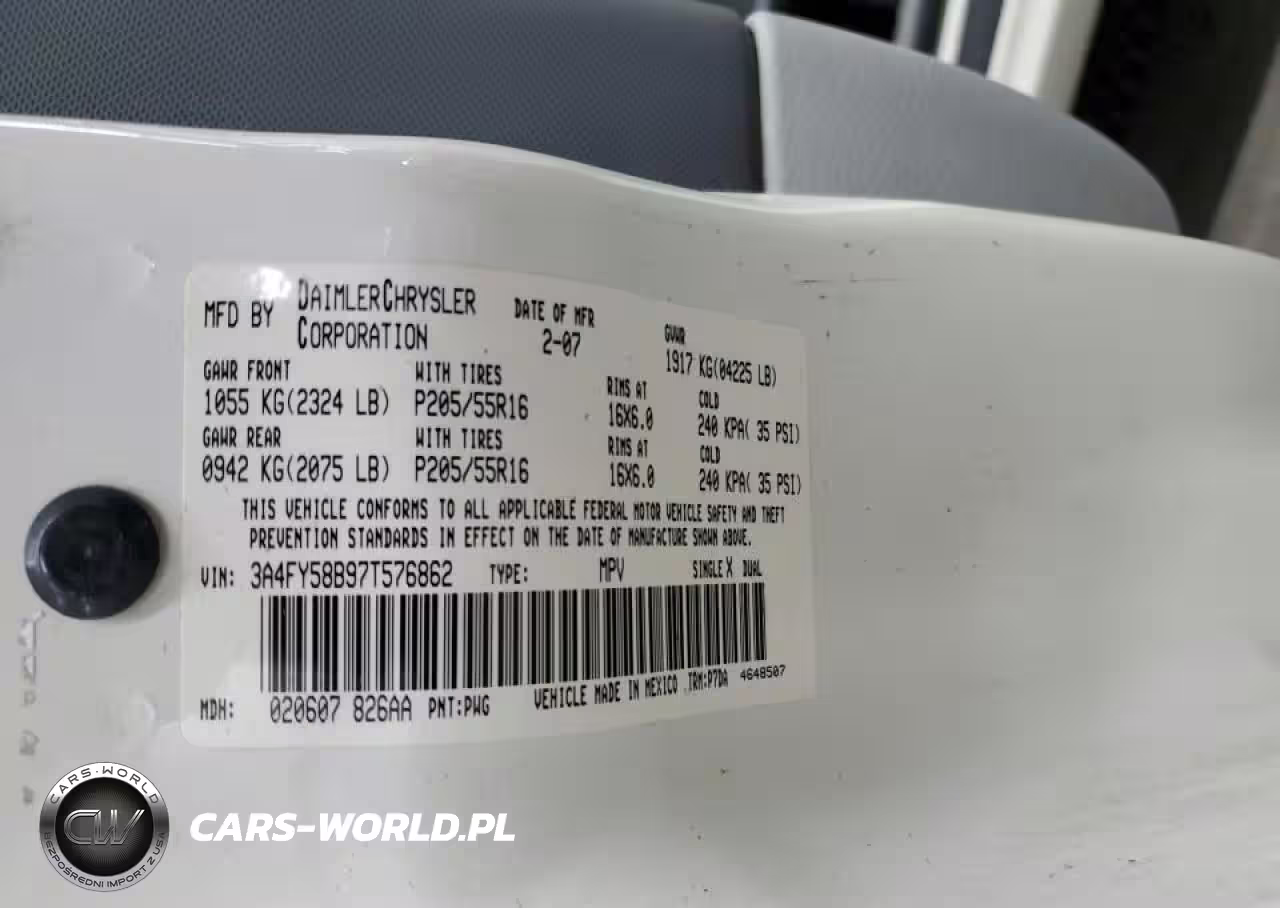 MFD BY DAIMLERCHRYSLER CORPORATION
DATE OF MFR 2-07
GVWR 1917 KG(04225 LB)
GAWR FRONT WITH TIRES RIMS AT COLD
1055 KG(2324 LB) P205/55R16 16X6.0 240 KPA( 35 PSI)
GAWR REAR WITH TIRES RIMS AT COLD
0942 KG(2075 LB) P205/55R16 16X6.0 240 KPA( 35 PSI)
THIS VEHICLE CONFORMS TO ALL APPLICABLE FEDERAL MOTOR VEHICLE SAFETY AND THEFT
PREVENTION STANDARDS IN EFFECT ON THE DATE OF MANUFACTURE SHOWN ABOVE.
VIN: 3A4FY58B97T576862 TYPE: MPV SINGLE X DUAL
MDH: 020607 826AA PNT:PWG VEHICLE MADE IN MEXICO .TRM:P7DA 4648507
CARS-WORLD
CW
BEZPOŚREDNI IMPORT Z USA
CARS-WORLD.PL